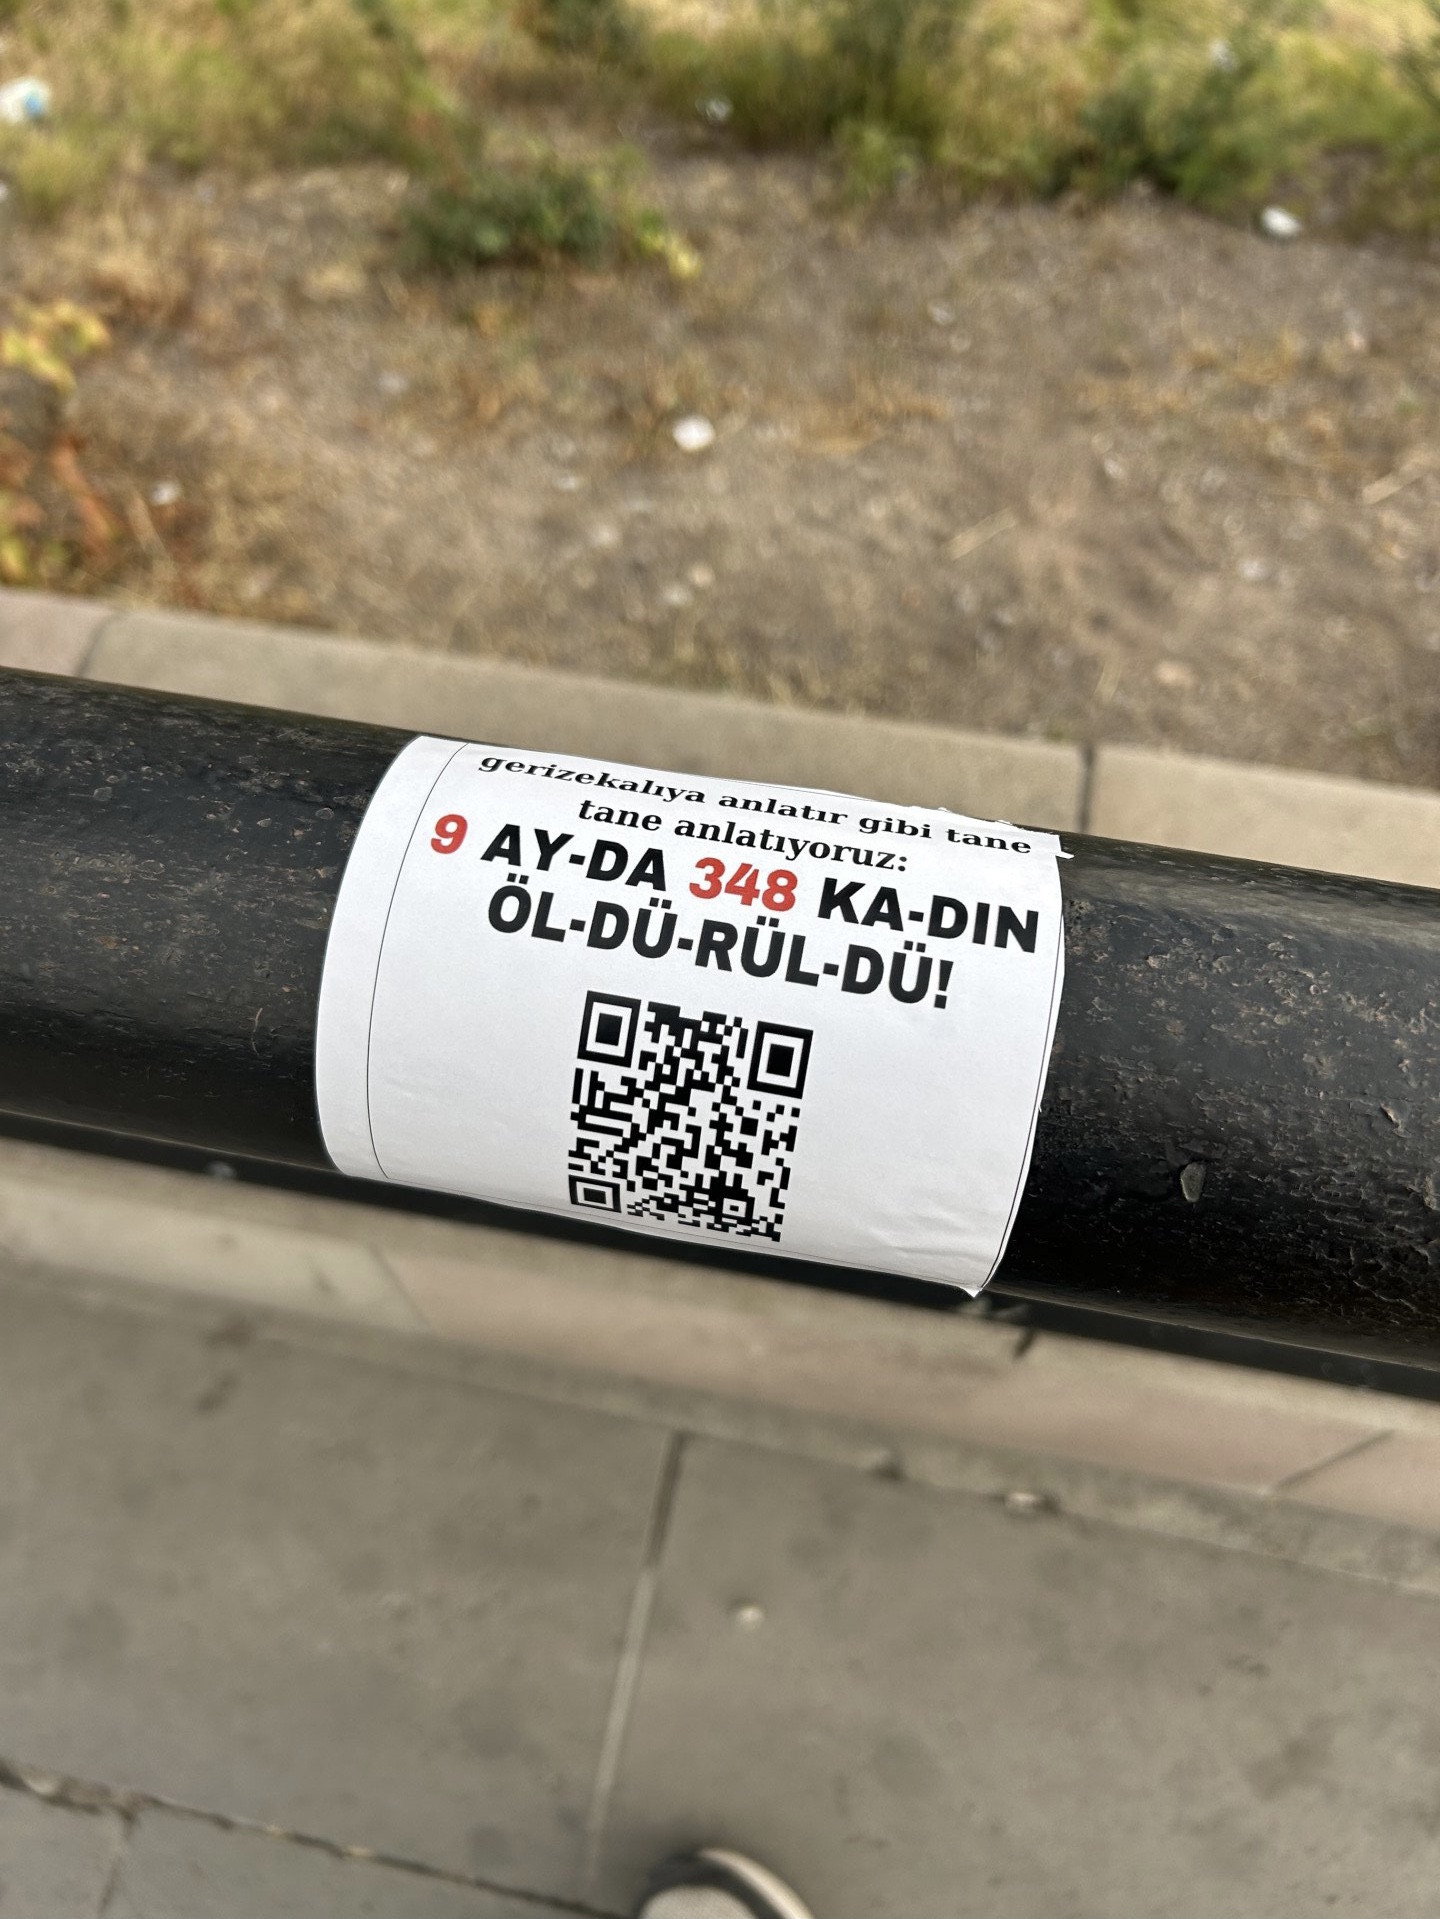 gerizekalıya anlatır gibi tane
tane anlatıyoruz:
9 AY-DA 348 KA-DIN
ÖL-DÜ-RÜL-DÜ!